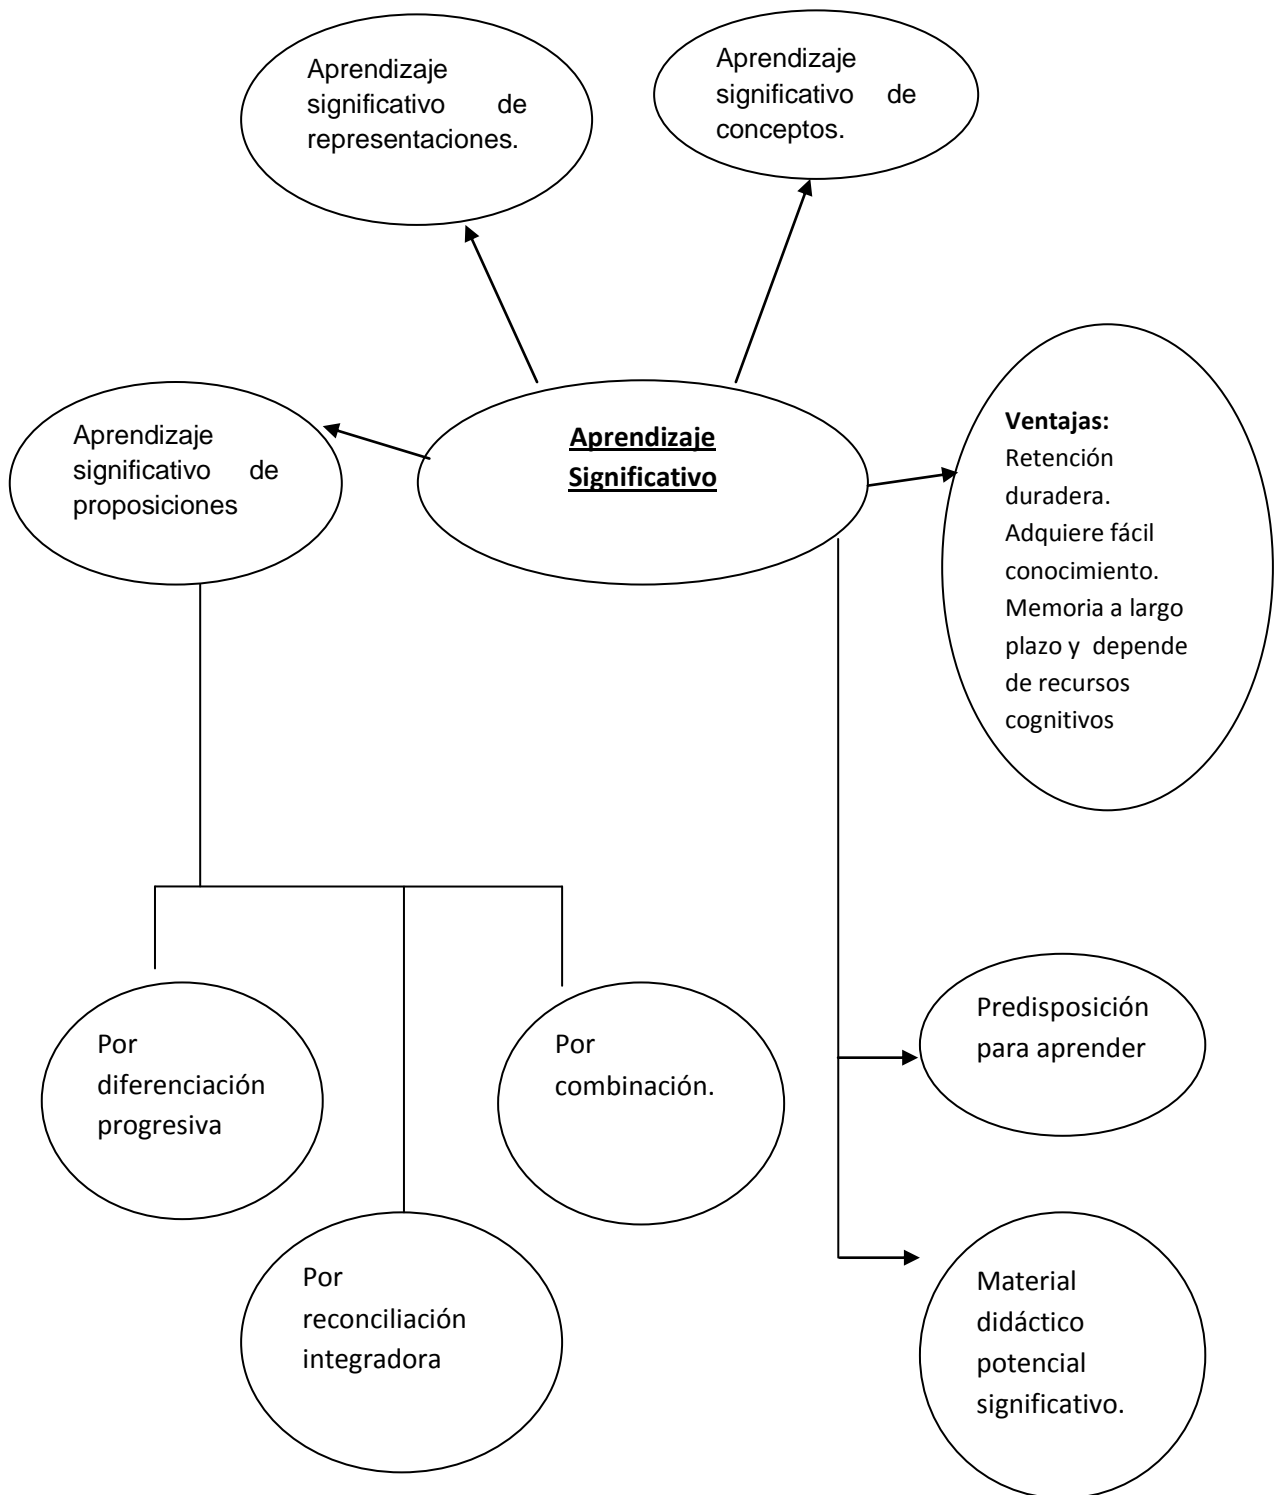 Aprendizaje
significativo de
representaciones.
Aprendizaje
significativo de
conceptos.
Aprendizaje
significativo de
proposiciones
Aprendizaje
Significativo
Ventajas:
Retención
duradera.
Adquiere fácil
conocimiento.
Memoria a largo
plazo y depende
de recursos
cognitivos
Por
diferenciación
progresiva
Por
reconciliación
integradora
Por
combinación.
Predisposición
para aprender
Material
didáctico
potencial
significativo.